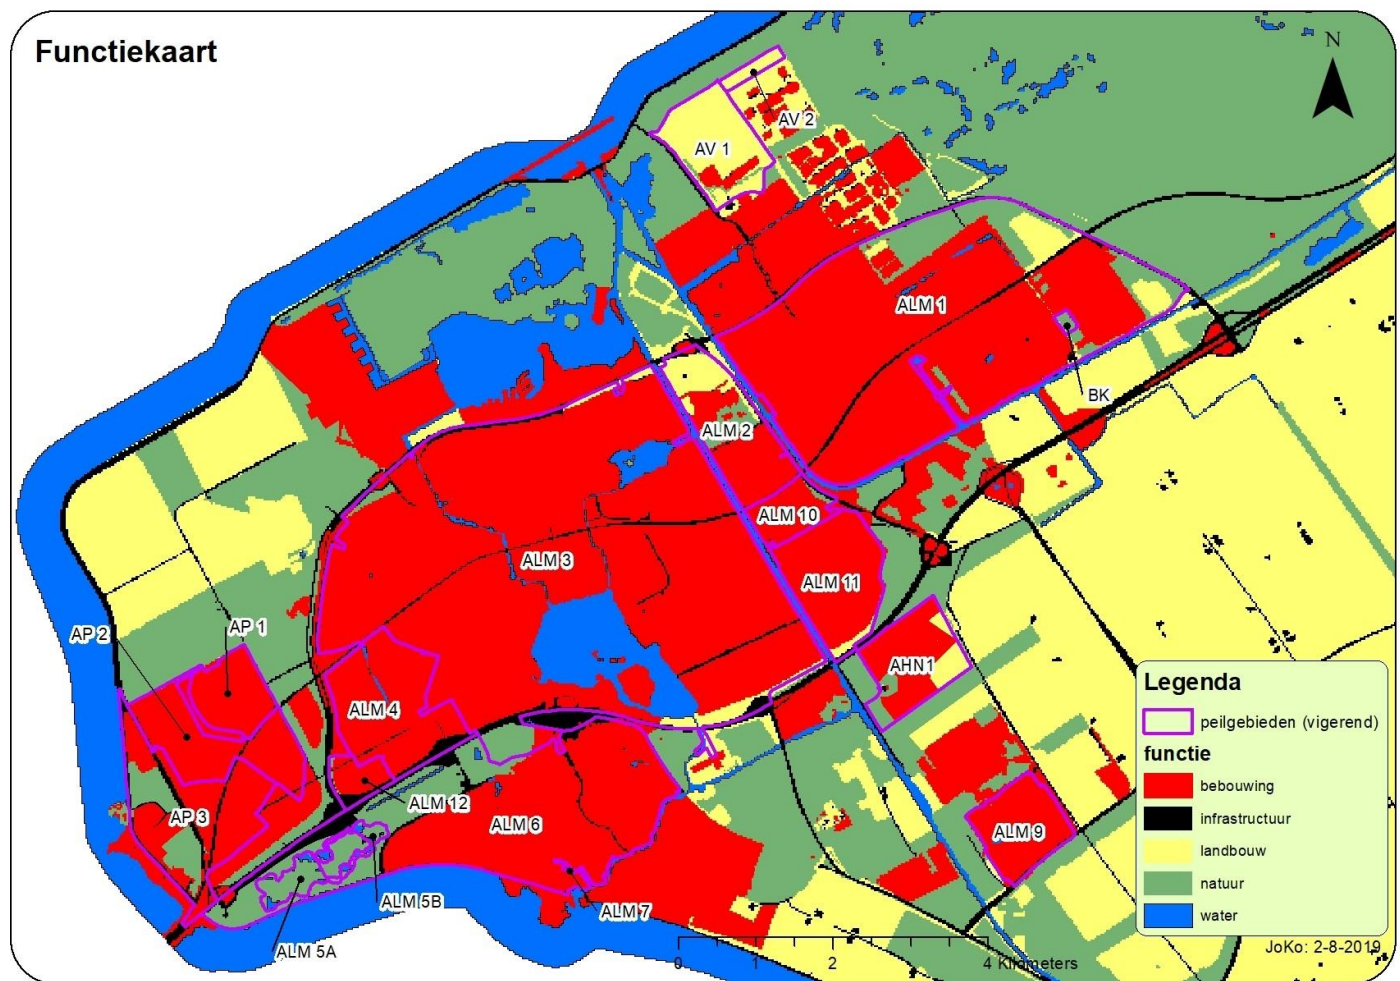 Functiekaart
N
AV 2
AV 1
ALM 1
BK
ALM 2
ALM 10
ALM 3
ALM 11
AP 2
AP 1
AHN1
ALM 4
ALM 12
AP 3
ALM 6
ALM 9
ALM 5B
ALM 7
ALM 5A
Legenda
peilgebieden (vigerend)
functie
bebouwing
infrastructuur
landbouw
natuur
water
JoKo: 2-8-2019
0 1 2 4 Kilometers